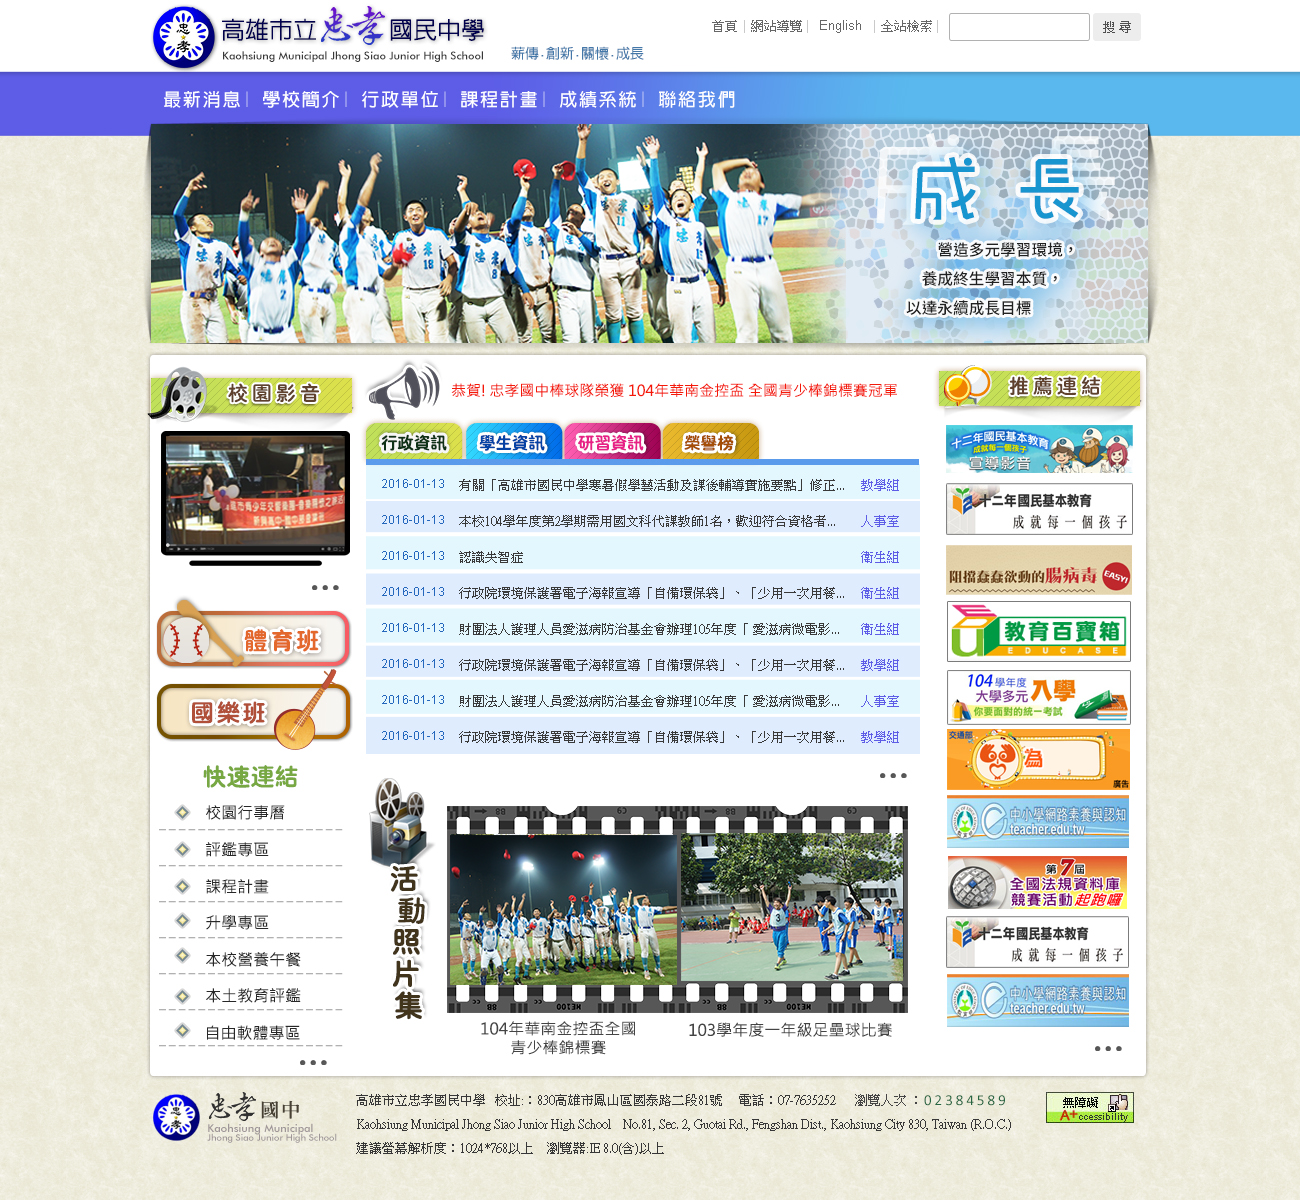 高雄市立忠孝國民中學
Kaohsiung Municipal Jhong Siao Junior High School
薪傳.創新.關懷.成長
首頁 | 網站導覽 | English | 全站檢索 |
搜 尋
最新消息 | 學校簡介 | 行政單位 | 課程計畫 | 成績系統 | 聯絡我們
成長
營造多元學習環境，
養成終生學習本質，
以達永續成長目標
校園影音
體育班
國樂班
快速連結
校園行事曆
評鑑專區
課程計畫
升學專區
本校營養午餐
本土教育評鑑
自由軟體專區
恭賀! 忠孝國中棒球隊榮獲 104年華南金控盃 全國青少棒錦標賽冠軍
行政資訊 學生資訊 研習資訊 榮譽榜
2016-01-13 有關「高雄市國民中學寒暑假學藝活動及課後輔導實施要點」修正... 教學組
2016-01-13 本校104學年度第2學期需用國文科代課教師1名，歡迎符合資格者... 人事室
2016-01-13 認識失智症 衛生組
2016-01-13 行政院環境保護署電子海報宣導「自備環保袋」、「少用一次用餐... 衛生組
2016-01-13 財團法人護理人員愛滋病防治基金會辦理105年度「 愛滋病微電影... 衛生組
2016-01-13 行政院環境保護署電子海報宣導「自備環保袋」、「少用一次用餐... 教學組
2016-01-13 財團法人護理人員愛滋病防治基金會辦理105年度「 愛滋病微電影... 人事室
2016-01-13 行政院環境保護署電子海報宣導「自備環保袋」、「少用一次用餐... 教學組
活動照片集
104年華南金控盃全國
青少棒錦標賽
103學年度一年級足壘球比賽
推薦連結
十二年國民基本教育
成就每一個孩子
宣導影音
十二年國民基本教育
成就每一個孩子
阻擋蠢蠢欲動的腸病毒 EASY!
教育百寶箱
EDUCASE
104 學年度
大學多元 入學
你要面對的統一考試
交通部
為
廣告
中小學網路素養與認知
teacher.edu.tw
第7屆
全國法規資料庫
競賽活動 起跑囉
十二年國民基本教育
成就每一個孩子
中小學網路素養與認知
teacher.edu.tw
忠孝國中
Kaohsiung Municipal
Jhong Siao Junior High School
高雄市立忠孝國民中學 校址:：830高雄市鳳山區國泰路二段81號 電話：07-7635252 瀏覽人次：02384589
Kaohsiung Municipal Jhong Siao Junior High School No.81, Sec. 2, Guotai Rd., Fengshan Dist., Kaohsiung City 830, Taiwan (R.O.C.)
建議螢幕解析度：1024*768以上 瀏覽器:IE 8.0(含)以上
無障礙
A+ccessibility